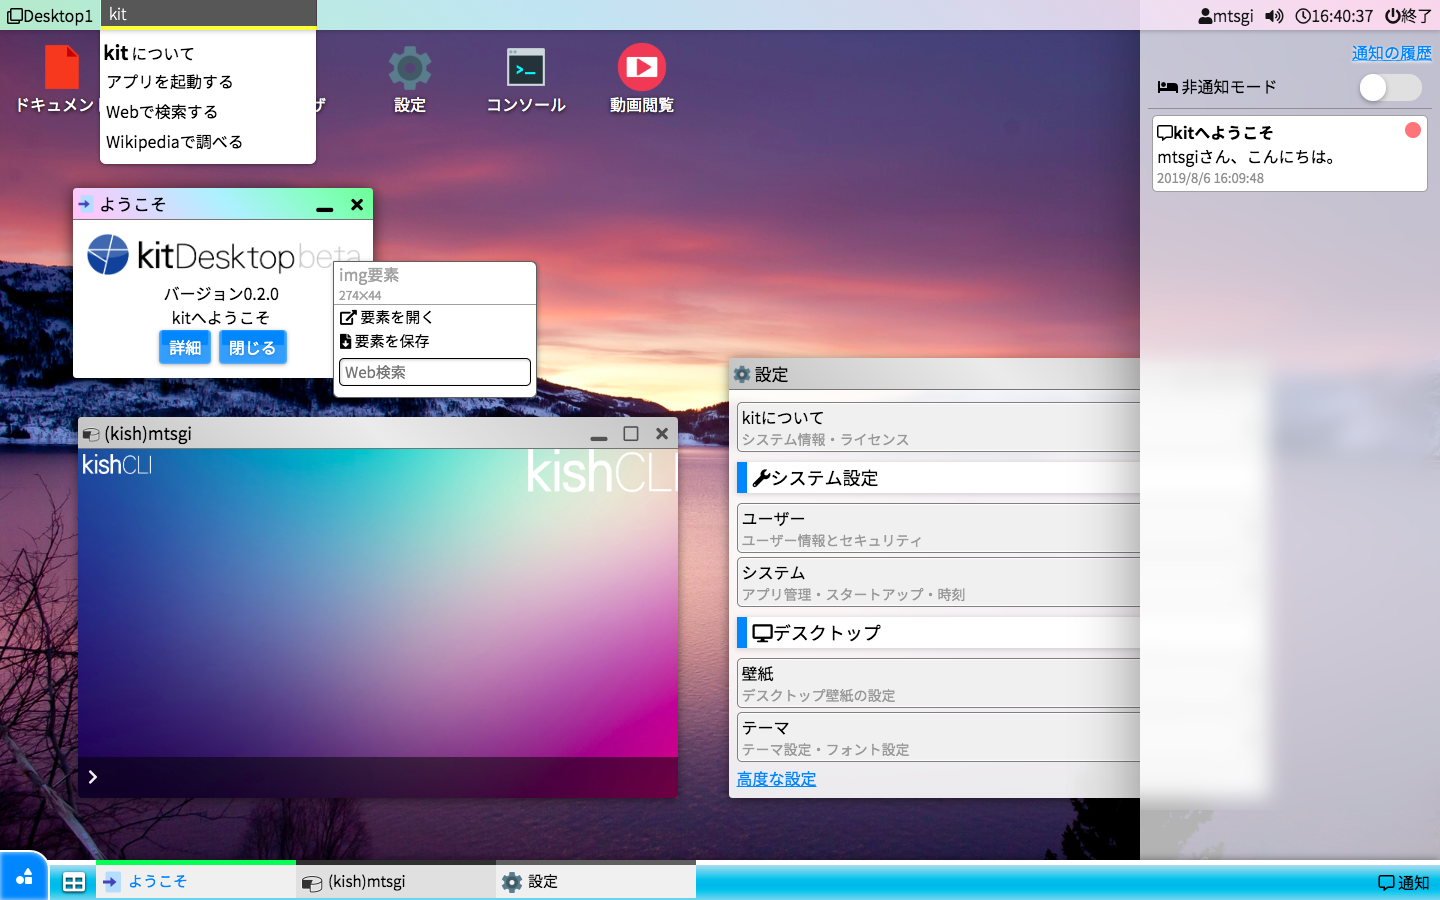 Desktop1
kit
mtsgi
16:40:37
終了
kit について
アプリを起動する
Webで検索する
Wikipediaで調べる
ドキュメン
ザ
設定
コンソール
動画閲覧
通知の履歴
非通知モード
kitへようこそ
mtsgiさん、こんにちは。
2019/8/6 16:09:48
ようこそ
kitDesktopbeta
バージョン0.2.0
kitへようこそ
詳細
閉じる
img要素
274×44
要素を開く
要素を保存
Web検索
(kish)mtsgi
kishCLI
kishCLI
設定
kitについて
システム情報・ライセンス
システム設定
ユーザー
ユーザー情報とセキュリティ
システム
アプリ管理・スタートアップ・時刻
デスクトップ
壁紙
デスクトップ壁紙の設定
テーマ
テーマ設定・フォント設定
高度な設定
ようこそ
(kish)mtsgi
設定
通知